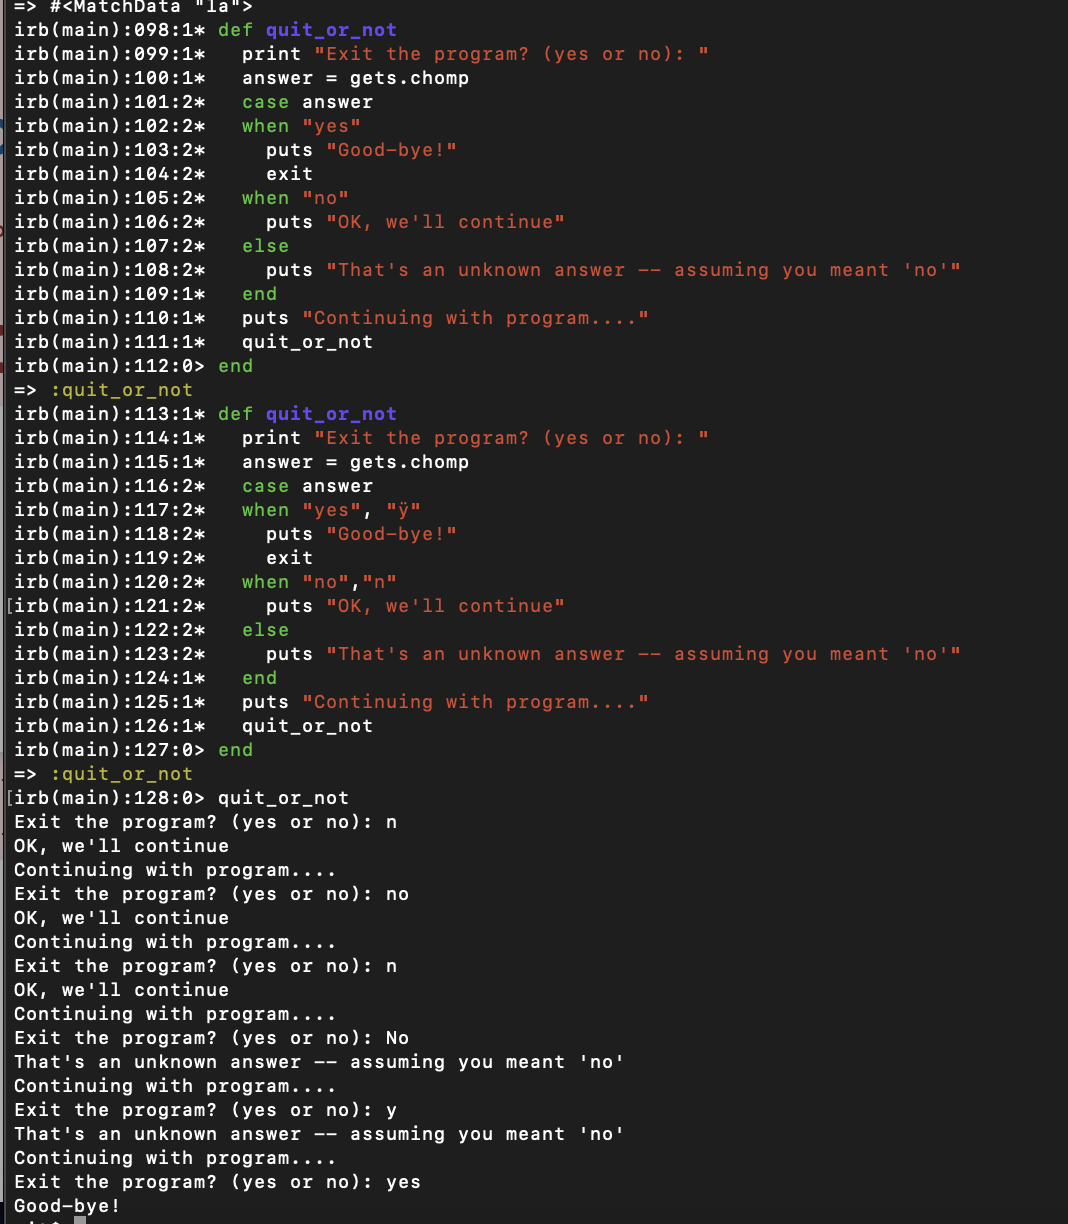 => #<MatchData "la">
irb(main):098:1* def quit_or_not
irb(main):099:1*   print "Exit the program? (yes or no): "
irb(main):100:1*   answer = gets.chomp
irb(main):101:2*   case answer
irb(main):102:2*   when "yes"
irb(main):103:2*     puts "Good-bye!"
irb(main):104:2*     exit
irb(main):105:2*   when "no"
irb(main):106:2*     puts "OK, we'll continue"
irb(main):107:2*   else
irb(main):108:2*     puts "That's an unknown answer -- assuming you meant 'no'"
irb(main):109:1*   end
irb(main):110:1*   puts "Continuing with program...."
irb(main):111:1*   quit_or_not
irb(main):112:0> end
=> :quit_or_not
irb(main):113:1* def quit_or_not
irb(main):114:1*   print "Exit the program? (yes or no): "
irb(main):115:1*   answer = gets.chomp
irb(main):116:2*   case answer
irb(main):117:2*   when "yes", "ÿ"
irb(main):118:2*     puts "Good-bye!"
irb(main):119:2*     exit
irb(main):120:2*   when "no","n"
[irb(main):121:2*     puts "OK, we'll continue"
irb(main):122:2*   else
irb(main):123:2*     puts "That's an unknown answer -- assuming you meant 'no'"
irb(main):124:1*   end
irb(main):125:1*   puts "Continuing with program...."
irb(main):126:1*   quit_or_not
irb(main):127:0> end
=> :quit_or_not
[irb(main):128:0> quit_or_not
Exit the program? (yes or no): n
OK, we'll continue
Continuing with program....
Exit the program? (yes or no): no
OK, we'll continue
Continuing with program....
Exit the program? (yes or no): n
OK, we'll continue
Continuing with program....
Exit the program? (yes or no): No
That's an unknown answer -- assuming you meant 'no'
Continuing with program....
Exit the program? (yes or no): y
That's an unknown answer -- assuming you meant 'no'
Continuing with program....
Exit the program? (yes or no): yes
Good-bye!